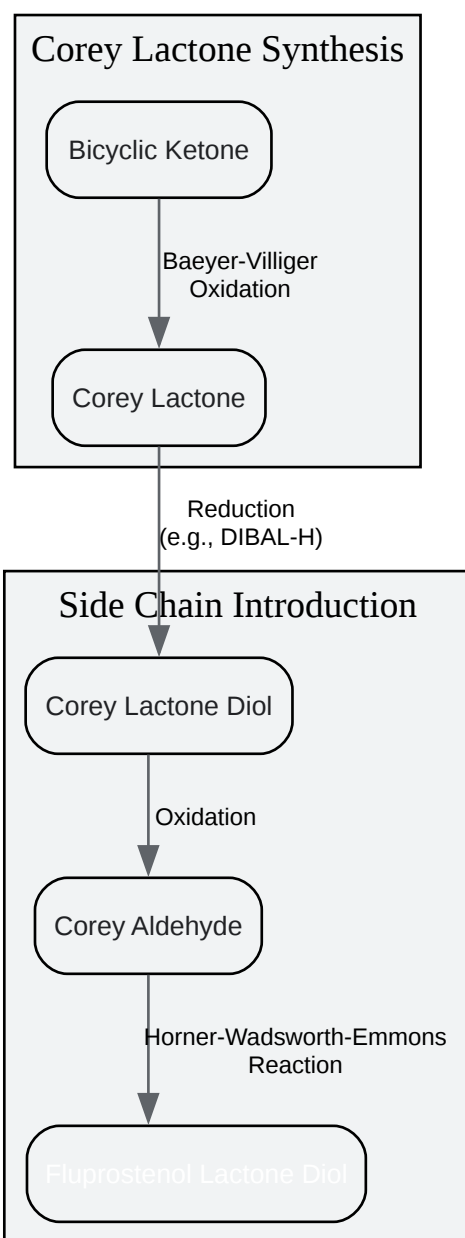 Corey Lactone Synthesis
Bicyclic Ketone
Baeyer-Villiger
Oxidation
Corey Lactone
Reduction
(e.g., DIBAL-H)
Side Chain Introduction
Corey Lactone Diol
Oxidation
Corey Aldehyde
Horner-Wadsworth-Emmons
Reaction
Fluprostenol Lactone Diol